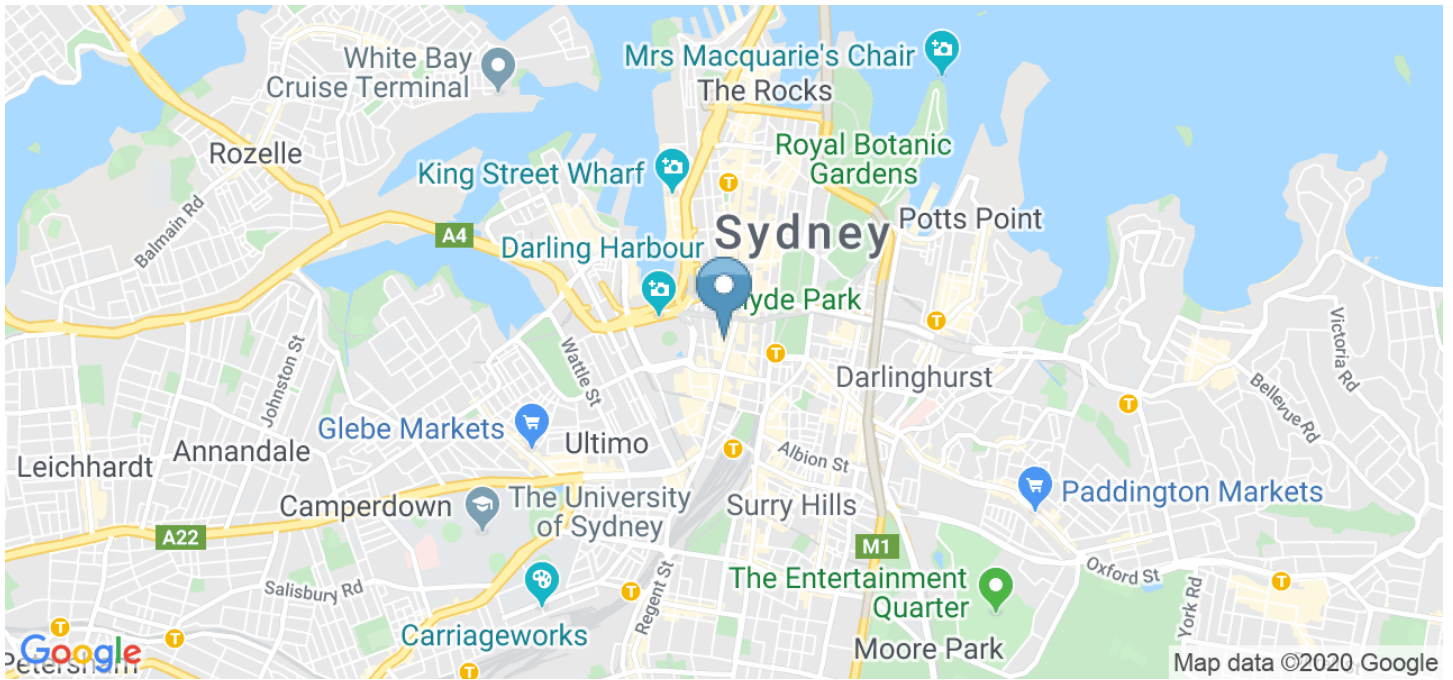 White Bay
Cruise Terminal
Mrs Macquarie's Chair
The Rocks
Rozelle
King Street Wharf
Royal Botanic
Gardens
Balmain Rd
A4
Potts Point
Sydney
Darling Harbour
yde Park
Victoria Rd
Johnston St
Wattle St
Darlinghurst
Bellevue Rd
Glebe Markets
Ultimo
Annandale
Leichhardt
Albion St
Camperdown
The University
of Sydney
Surry Hills
Paddington Markets
A22
M1
Oxford St
Salisbury Rd
The Entertainment
Quarter
Regent St
York Rd
Carriageworks
Moore Park
Google
Petersham
Map data ©2020 Google
T
T
T
T
T
T
T
T
T
T